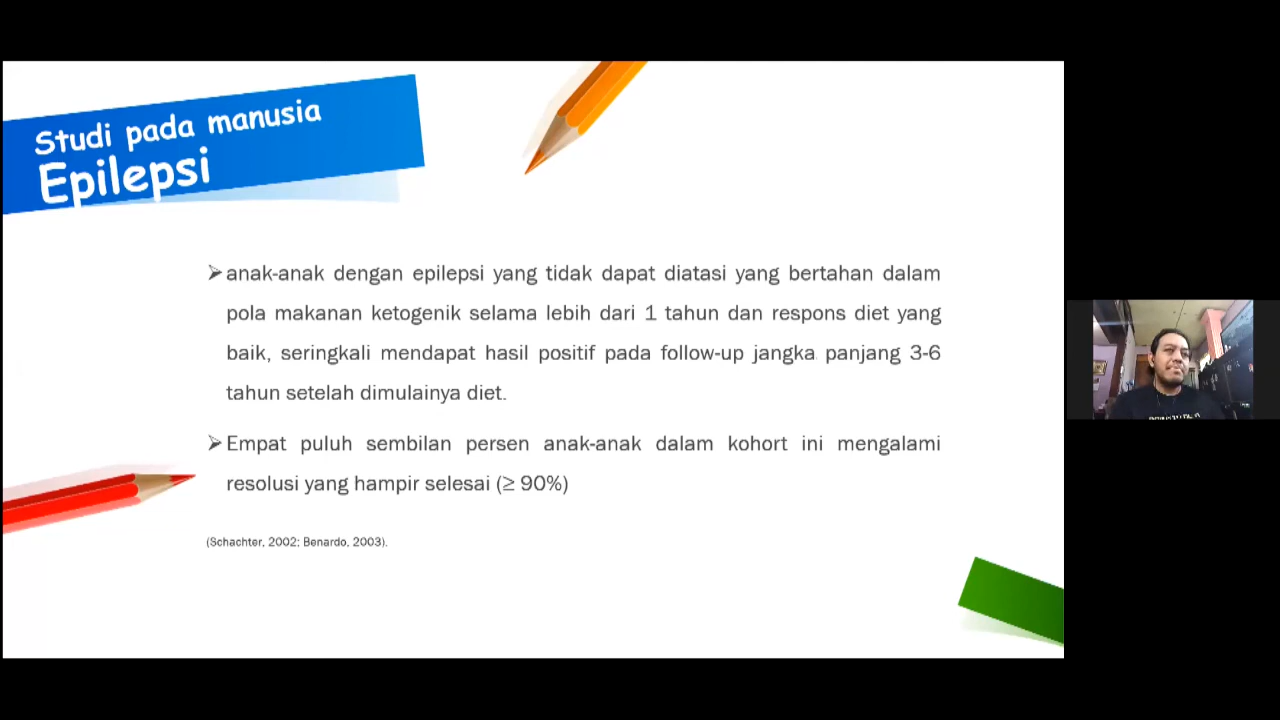 Studi pada manusia
Epilepsi
anak-anak dengan epilepsi yang tidak dapat diatasi yang bertahan dalam
pola makanan ketogenik selama lebih dari 1 tahun dan respons diet yang
baik, seringkali mendapat hasil positif pada follow-up jangka panjang 3-6
tahun setelah dimulainya diet.
Empat puluh sembilan persen anak-anak dalam kohort ini mengalami
resolusi yang hampir selesai (≥ 90%)
(Schachter, 2002; Benardo, 2003).